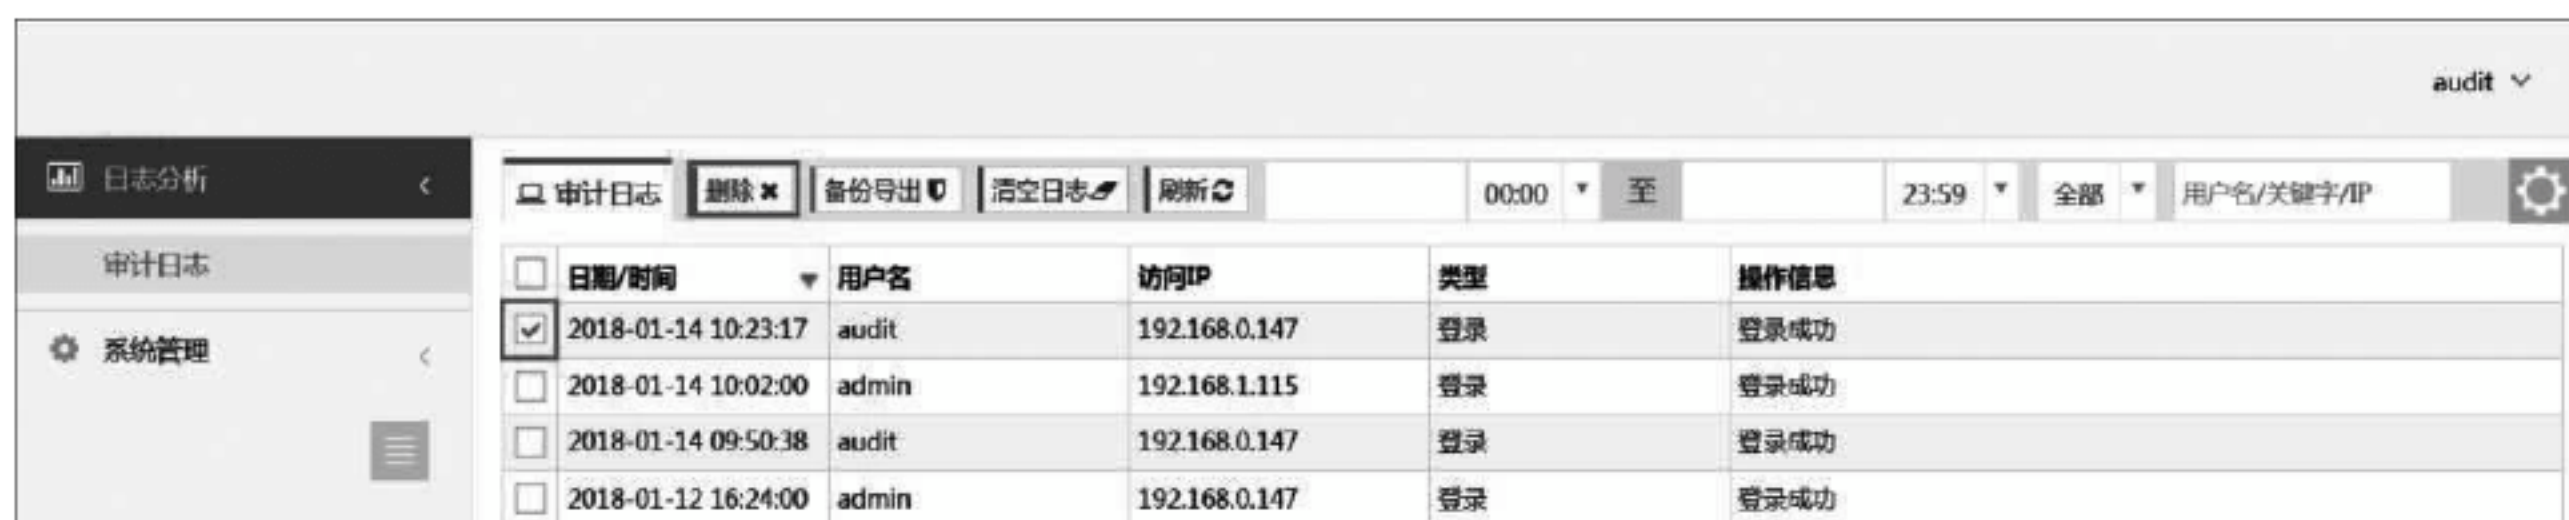 audit
日志分析
审计日志 删除 备份导出 清空日志 刷新 00:00 至 23:59 全部 用户名/关键字/IP
审计日志
系统管理
日期/时间 用户名 访问IP 类型 操作信息
2018-01-14 10:23:17 audit 192.168.0.147 登录 登录成功
2018-01-14 10:02:00 admin 192.168.1.115 登录 登录成功
2018-01-14 09:50:38 audit 192.168.0.147 登录 登录成功
2018-01-12 16:24:00 admin 192.168.0.147 登录 登录成功